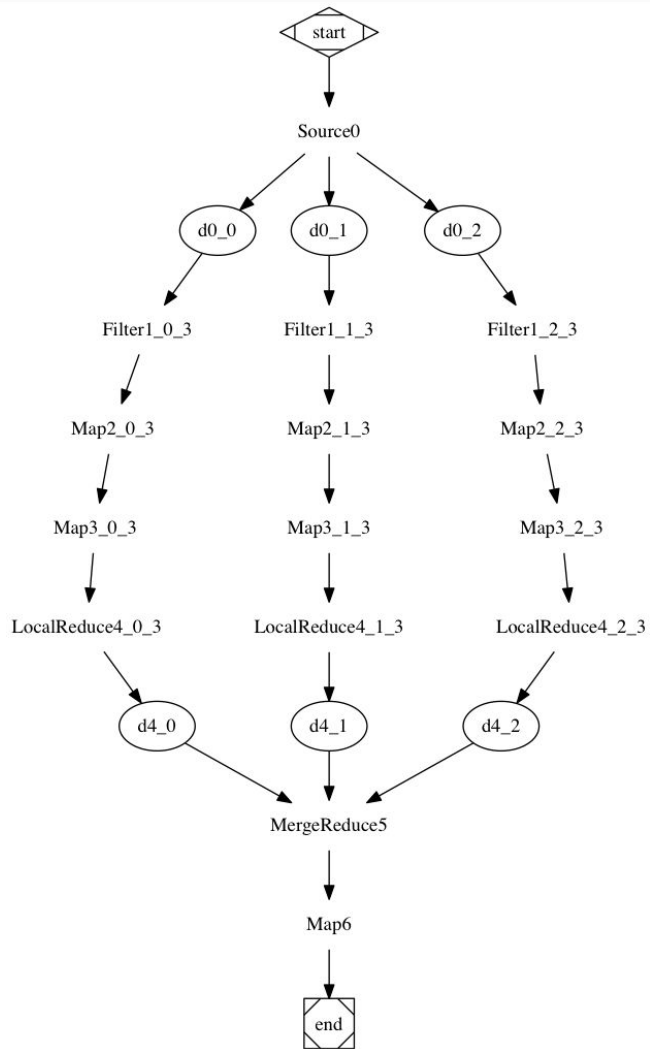 start
Source0
d0_0 d0_1 d0_2
Filter1_0_3 Filter1_1_3 Filter1_2_3
Map2_0_3 Map2_1_3 Map2_2_3
Map3_0_3 Map3_1_3 Map3_2_3
LocalReduce4_0_3 LocalReduce4_1_3 LocalReduce4_2_3
d4_0 d4_1 d4_2
MergeReduce5
Map6
end